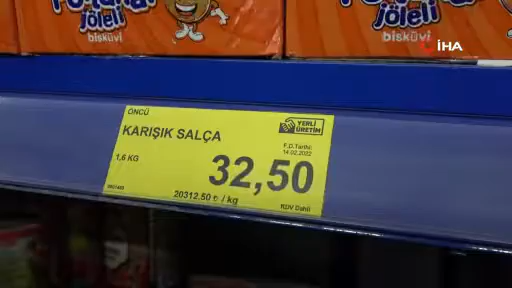 jöleli
bisküvi
jöleli
bisküvi
İHA
ÖNCÜ
KARIŞIK SALÇA
YERLİ
ÜRETİM
F.D.Tarihi:
14.02.2022
1.6 KG
32,50
20312.50 ₺ / kg
KDV Dahil